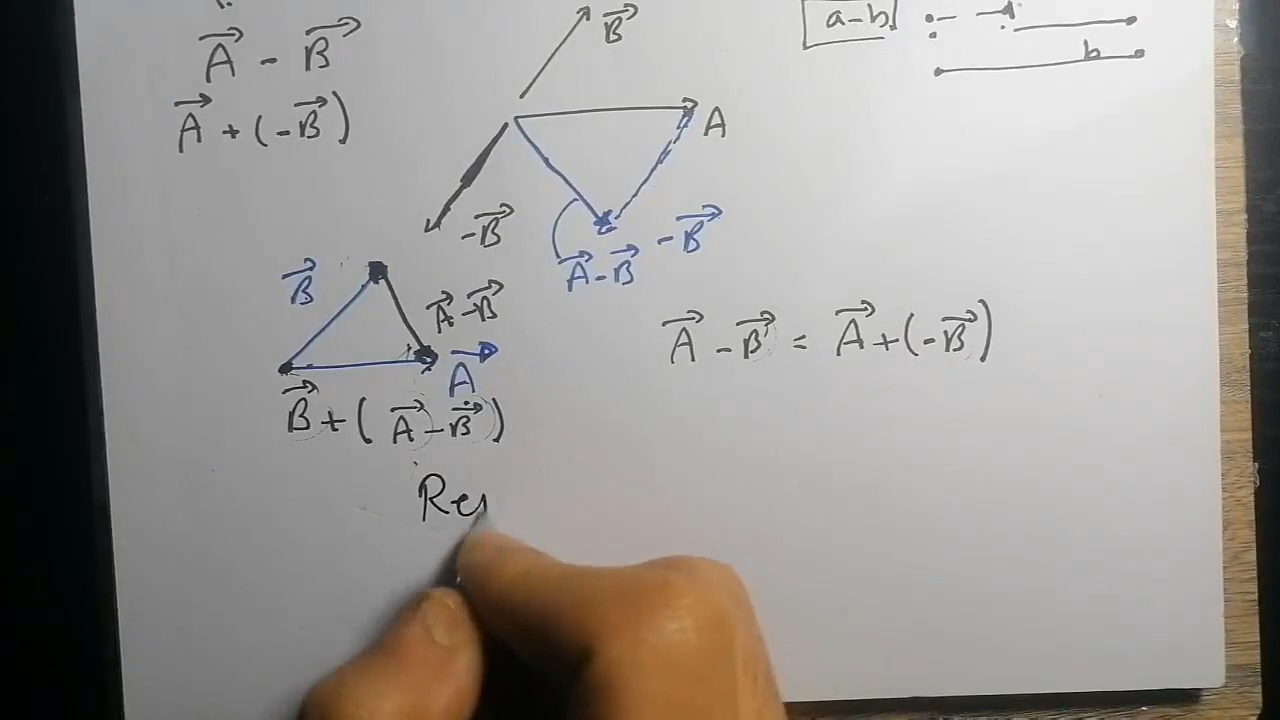 A⃗ - B⃗
A⃗ + (-B⃗)
B⃗
A
-B⃗
A⃗-B⃗
-B⃗
a-b
b
B⃗
A⃗-B⃗
A⃗
B⃗+(A⃗-B⃗)
A⃗ - B⃗ = A⃗+(-B⃗)
Re